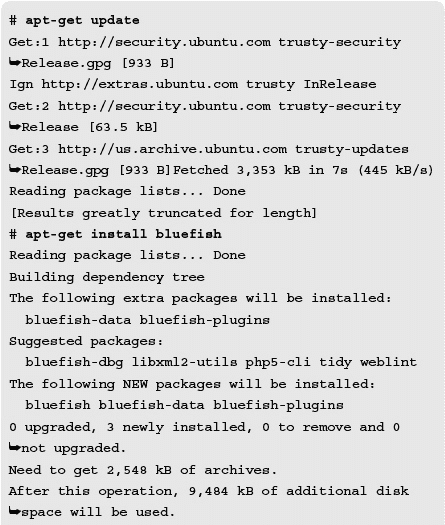 # apt-get update
Get:1 http://security.ubuntu.com trusty-security
➥Release.gpg [933 B]
Ign http://extras.ubuntu.com trusty InRelease
Get:2 http://security.ubuntu.com trusty-security
➥Release [63.5 kB]
Get:3 http://us.archive.ubuntu.com trusty-updates
➥Release.gpg [933 B]Fetched 3,353 kB in 7s (445 kB/s)
Reading package lists... Done
[Results greatly truncated for length]
# apt-get install bluefish
Reading package lists... Done
Building dependency tree
The following extra packages will be installed:
  bluefish-data bluefish-plugins
Suggested packages:
  bluefish-dbg libxml2-utils php5-cli tidy weblint
The following NEW packages will be installed:
  bluefish bluefish-data bluefish-plugins
0 upgraded, 3 newly installed, 0 to remove and 0
➥not upgraded.
Need to get 2,548 kB of archives.
After this operation, 9,484 kB of additional disk
➥space will be used.